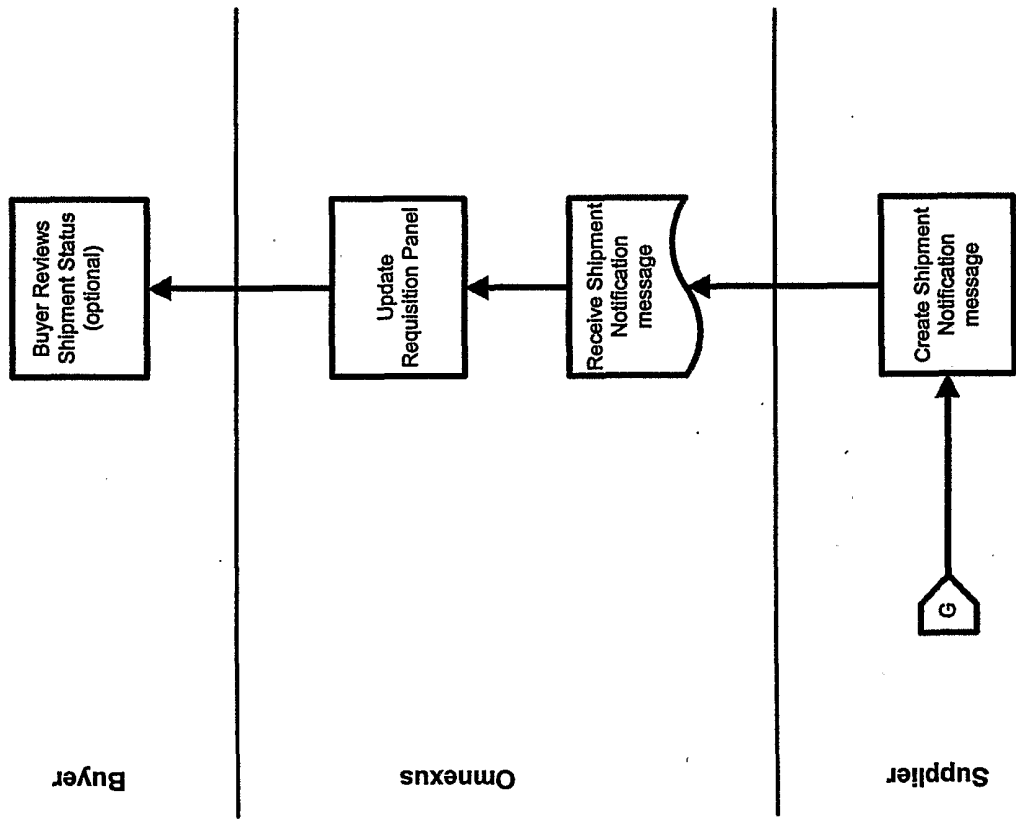 Buyer
Buyer Reviews
Shipment Status
(optional)
Omnexus
Update
Requisition Panel
Receive Shipment
Notification
message
Supplier
G
Create Shipment
Notification
message